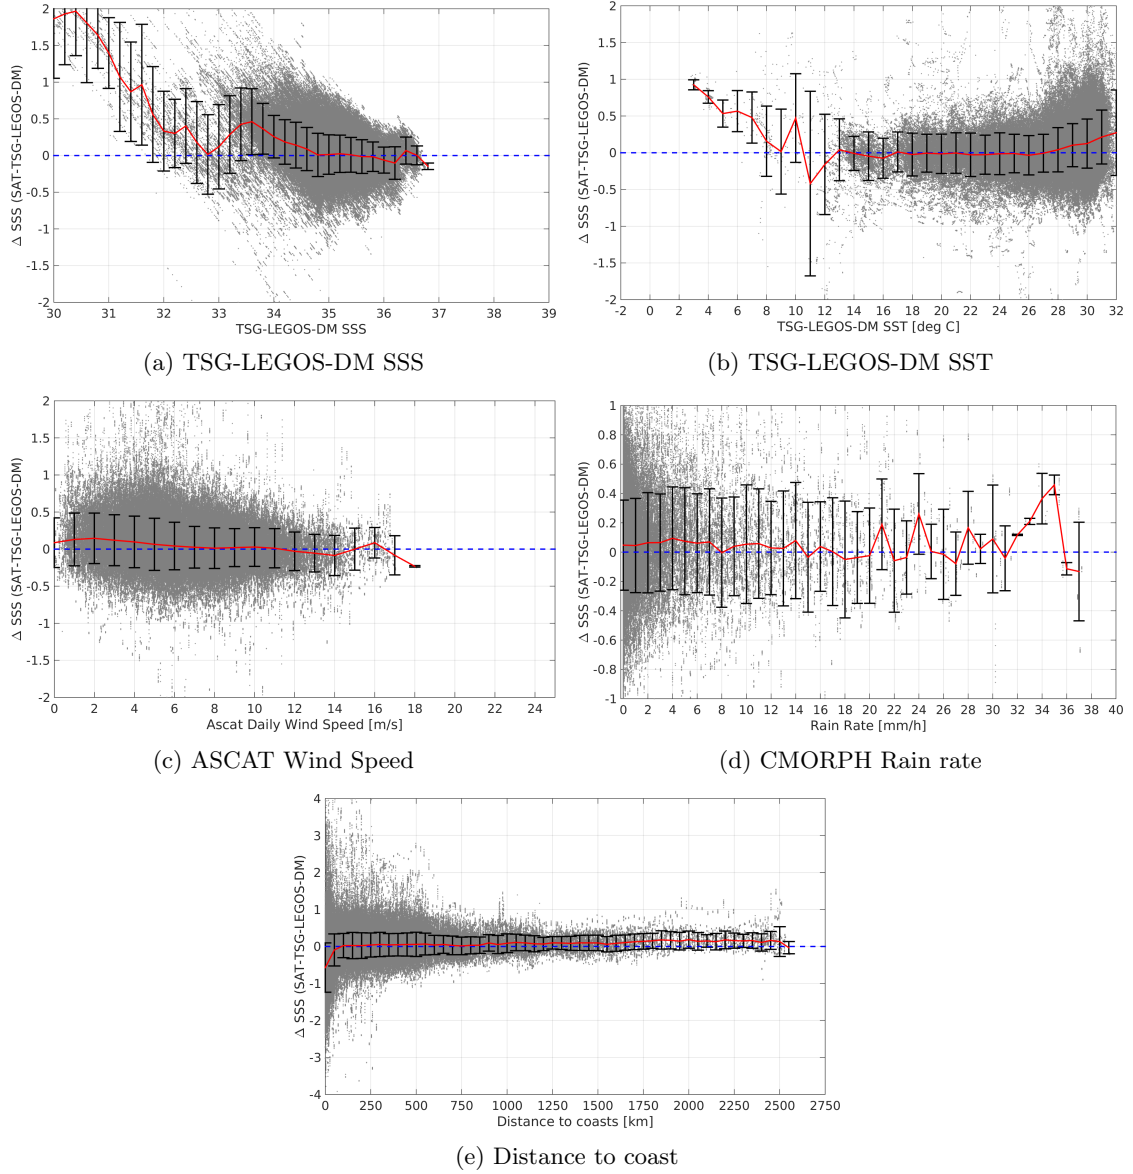 2
1.5
1
0.5
0
-0.5
-1
-1.5
-2
Δ SSS (SAT-TSG-LEGOS-DM)
30 31 32 33 34 35 36 37 38 39
TSG-LEGOS-DM SSS
(a) TSG-LEGOS-DM SSS
2
1.5
1
0.5
0
-0.5
-1
-1.5
-2
Δ SSS (SAT-TSG-LEGOS-DM)
-2 0 2 4 6 8 10 12 14 16 18 20 22 24 26 28 30 32
TSG-LEGOS-DM SST [deg C]
(b) TSG-LEGOS-DM SST
2
1.5
1
0.5
0
-0.5
-1
-1.5
-2
Δ SSS (SAT-TSG-LEGOS-DM)
0 2 4 6 8 10 12 14 16 18 20 22 24
Ascat Daily Wind Speed [m/s]
(c) ASCAT Wind Speed
1
0.8
0.6
0.4
0.2
0
-0.2
-0.4
-0.6
-0.8
-1
Δ SSS (SAT-TSG-LEGOS-DM)
0 2 4 6 8 10 12 14 16 18 20 22 24 26 28 30 32 34 36 38 40
Rain Rate [mm/h]
(d) CMORPH Rain rate
4
3
2
1
0
-1
-2
-3
-4
Δ SSS (SAT-TSG-LEGOS-DM)
0 250 500 750 1000 1250 1500 1750 2000 2250 2500 2750
Distance to coasts [km]
(e) Distance to coast